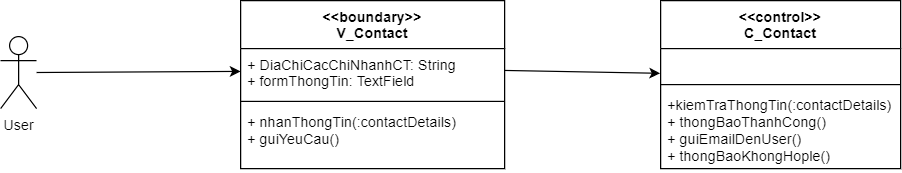 User
<<boundary>>
V_Contact
+ DiaChiCacChiNhanhCT: String
+ formThongTin: TextField
+ nhanThongTin(:contactDetails)
+ guiYeuCau()
<<control>>
C_Contact
+kiemTraThongTin(:contactDetails)
+ thongBaoThanhCong()
+ guiEmailDenUser()
+ thongBaoKhongHople()